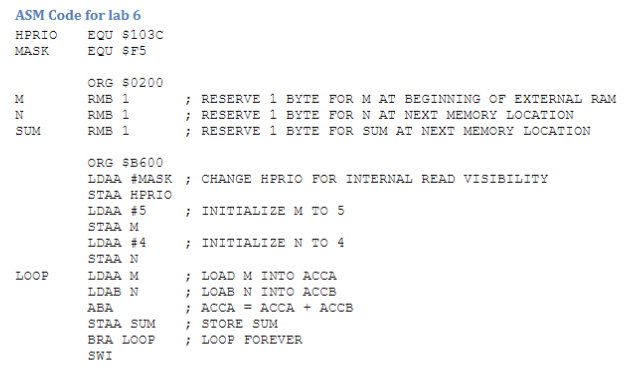 ASM Code for lab 6
HPRIO EQU $103C
MASK EQU $F5
ORG $0200
M RMB 1 ; RESERVE 1 BYTE FOR M AT BEGINNING OF EXTERNAL RAM
N RMB 1 ; RESERVE 1 BYTE FOR N AT NEXT MEMORY LOCATION
SUM RMB 1 ; RESERVE 1 BYTE FOR SUM AT NEXT MEMORY LOCATION
ORG $B600
LDAA #MASK ; CHANGE HPRIO FOR INTERNAL READ VISIBILITY
STAA HPRIO
LDAA #5 ; INITIALIZE M TO 5
STAA M
LDAA #4 ; INITIALIZE N TO 4
STAA N
LOOP LDAA M ; LOAD M INTO ACCA
LDAB N ; LOAB N INTO ACCB
ABA ; ACCA = ACCA + ACCB
STAA SUM ; STORE SUM
BRA LOOP ; LOOP FOREVER
SWI